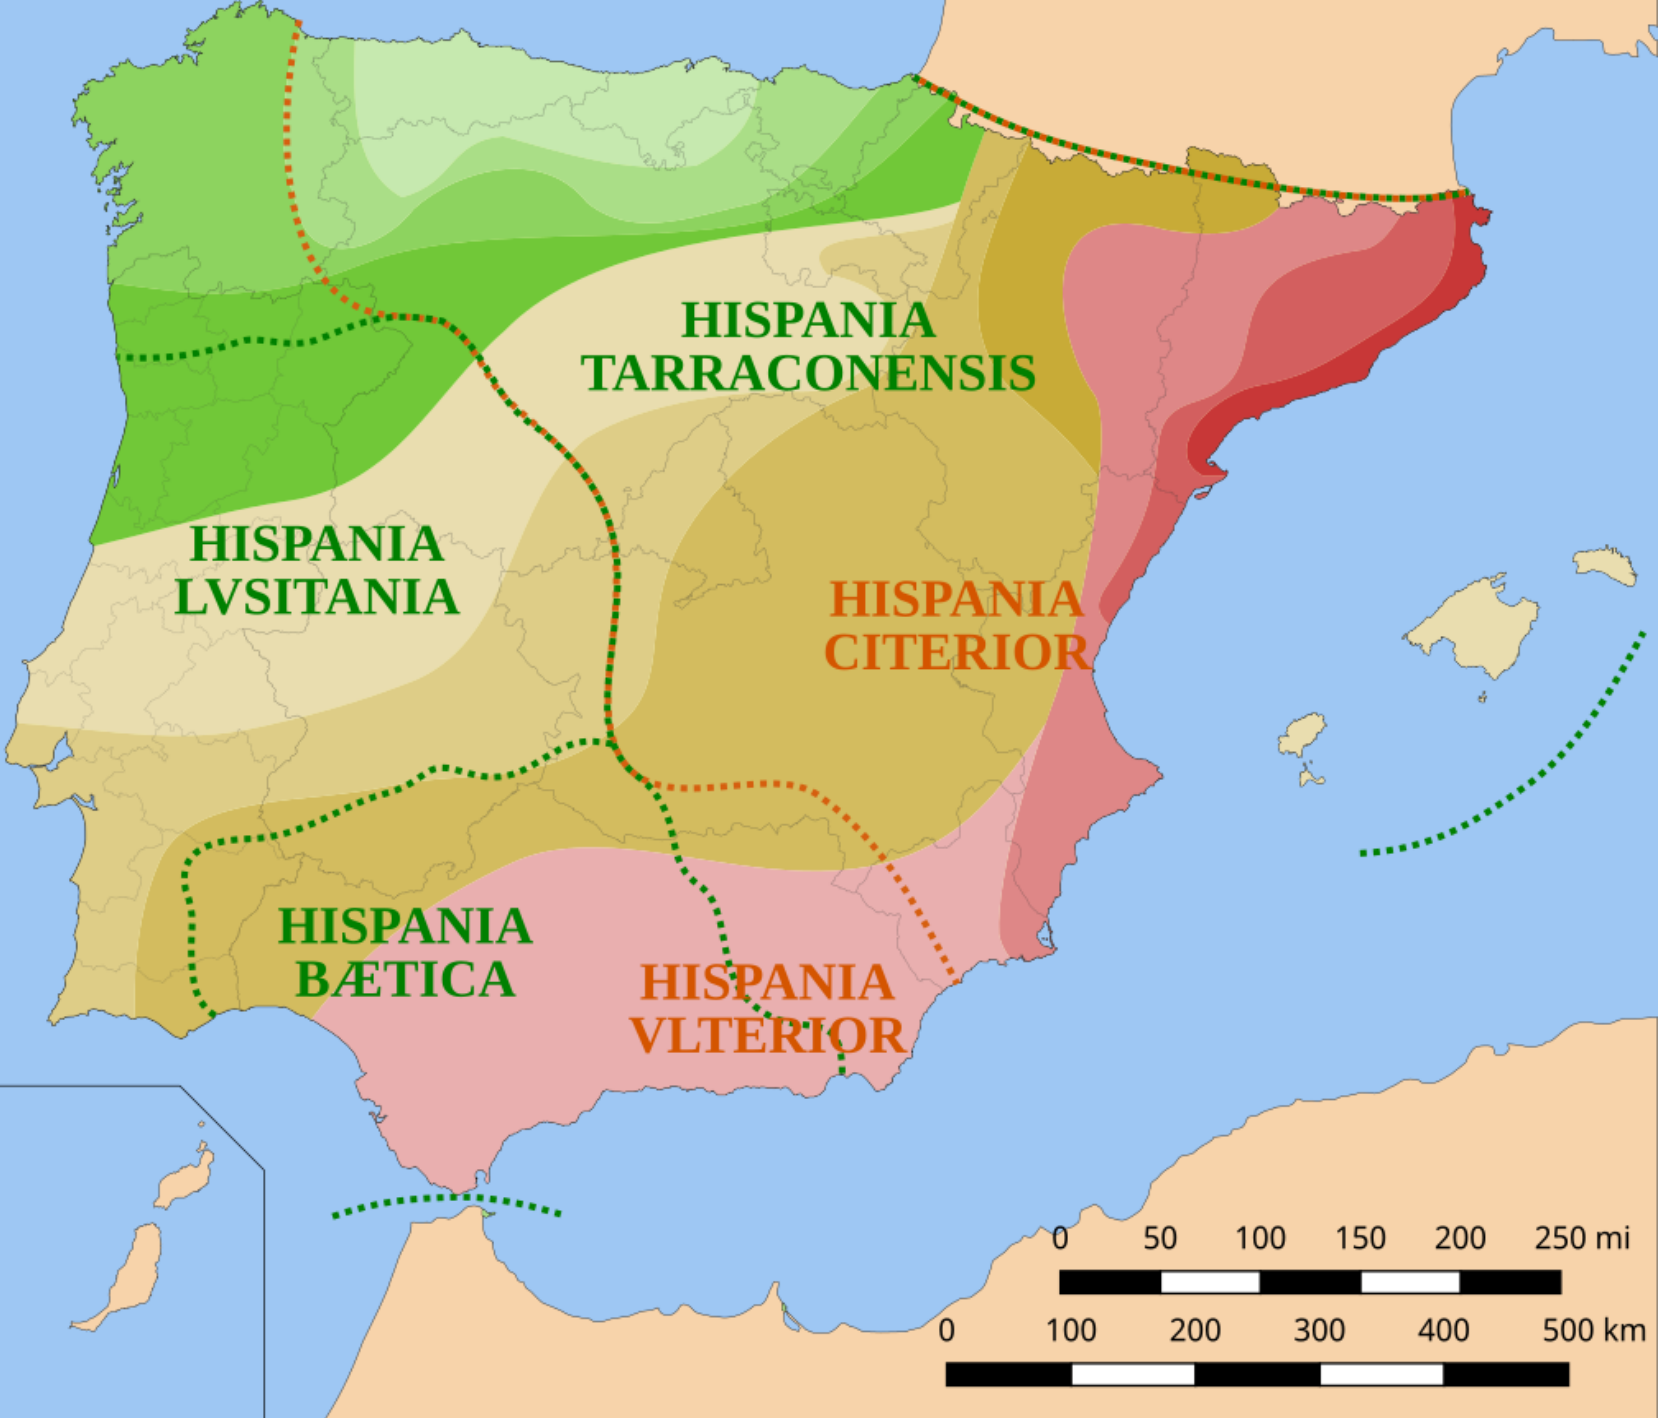 HISPANIA
TARRACONENSIS
HISPANIA
LVSITANIA
HISPANIA
CITERIOR
HISPANIA
BÆTICA
HISPANIA
VLTERIOR
0 50 100 150 200 250 mi
0 100 200 300 400 500 km